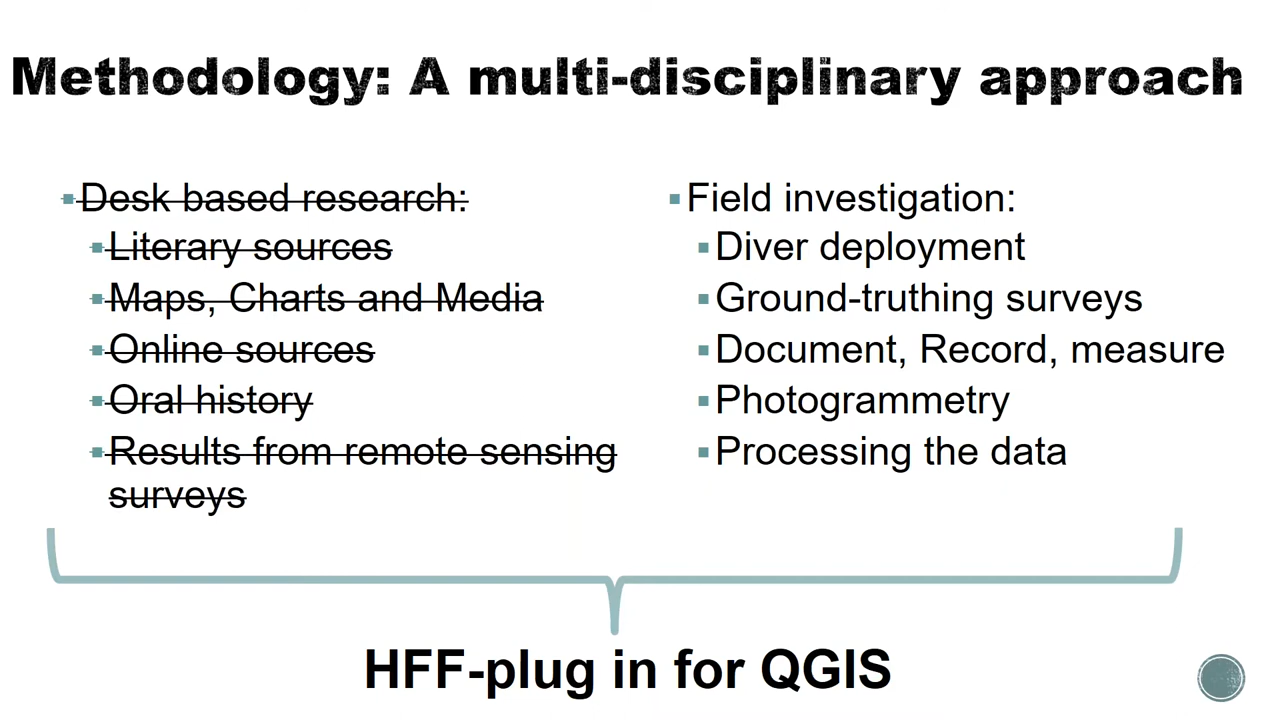 Methodology: A multi-disciplinary approach
Desk based research:
Literary sources
Maps, Charts and Media
Online sources
Oral history
Results from remote sensing
surveys
Field investigation:
Diver deployment
Ground-truthing surveys
Document, Record, measure
Photogrammetry
Processing the data
HFF-plug in for QGIS